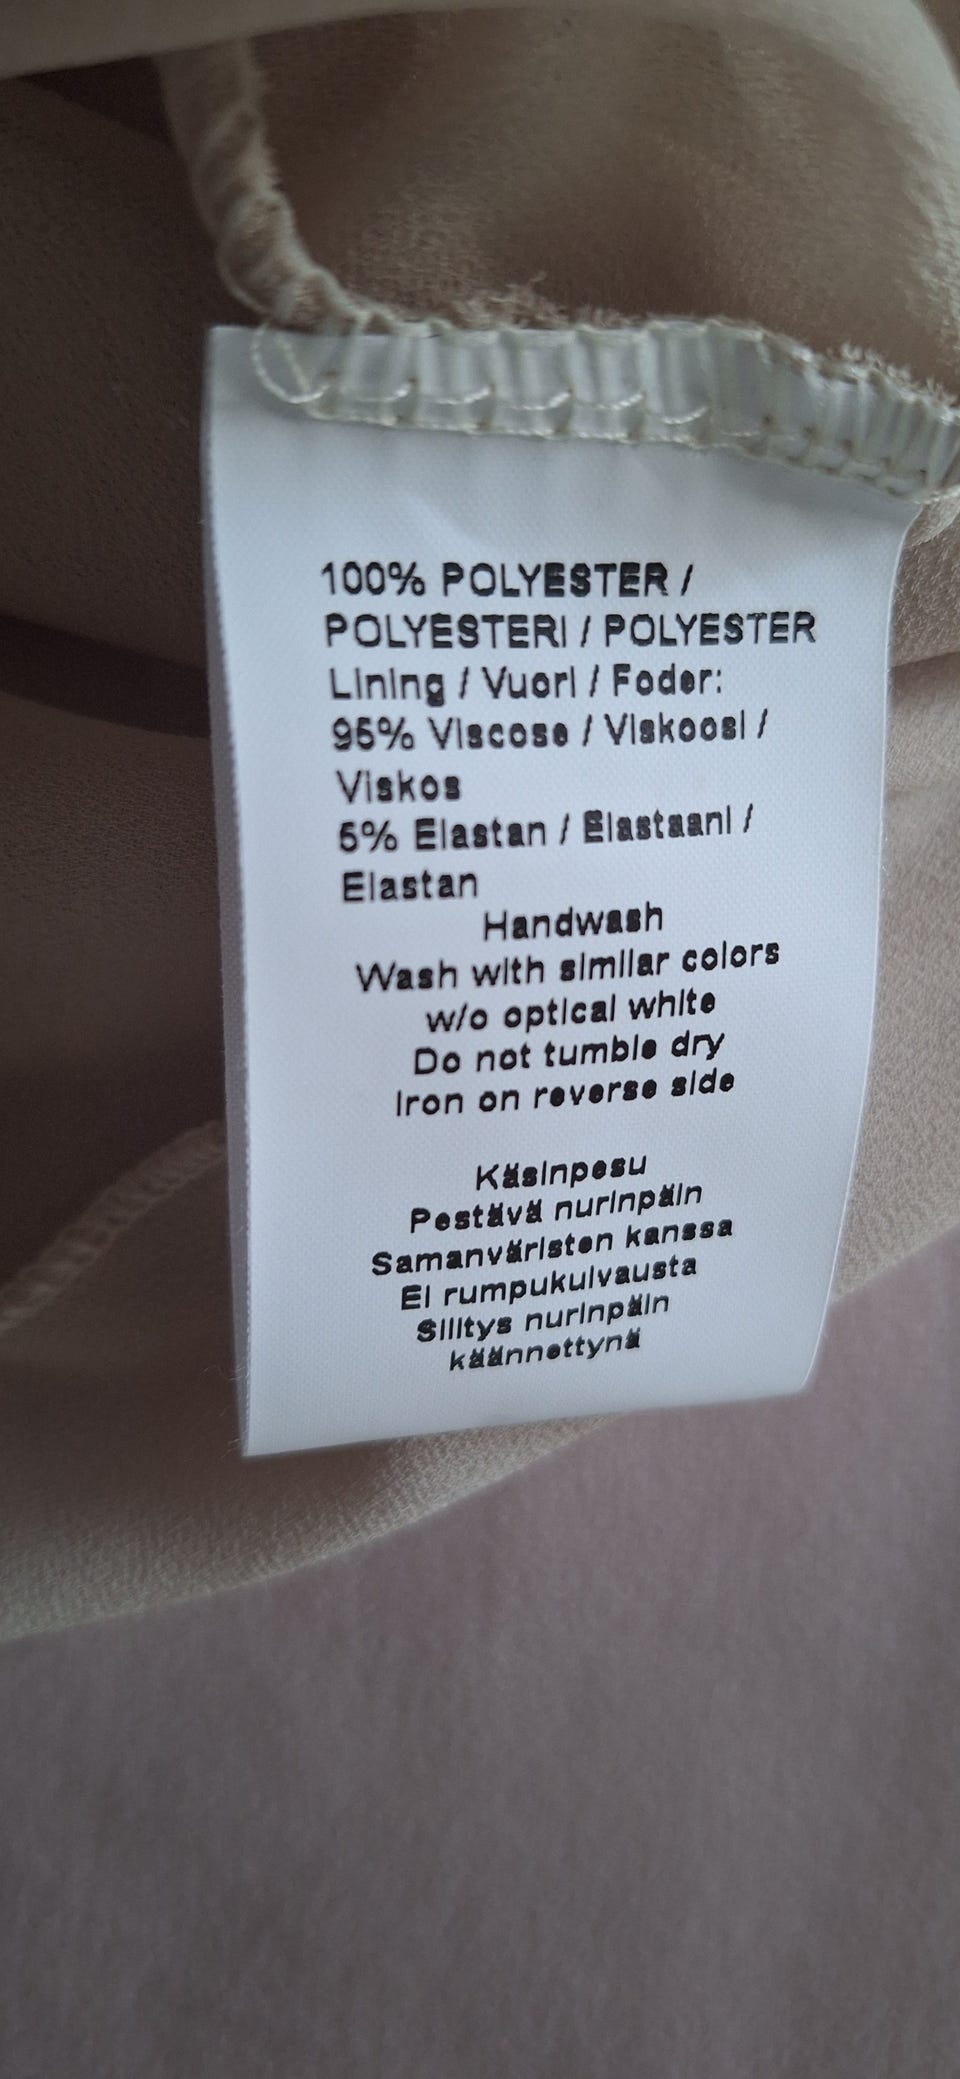 100% POLYESTER /
POLYESTERI / POLYESTER
Lining / Vuori / Foder:
95% Viscose / Viskoosi /
Viskos
5% Elastan / Elastaani /
Elastan
Handwash
Wash with similar colors
w/o optical white
Do not tumble dry
Iron on reverse side
Käsinpesu
Pestävä nurinpäin
Samanväristen kanssa
Ei rumpukuivausta
Silitys nurinpäin
käännettynä